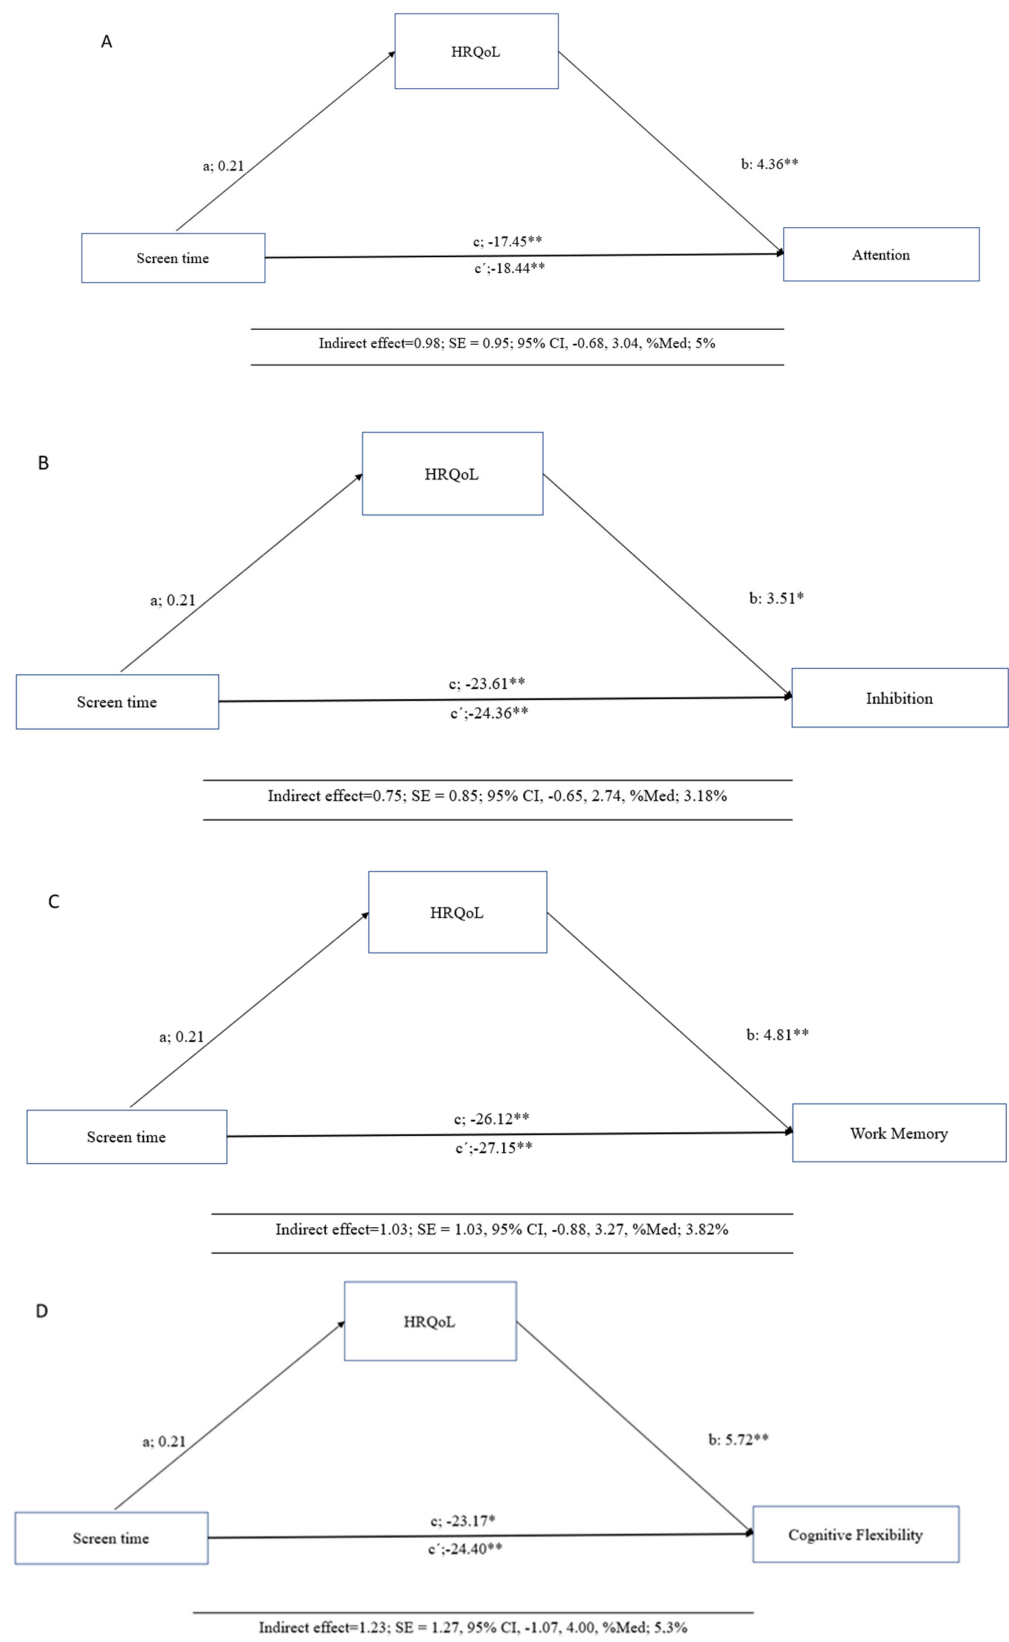 A
HRQoL
a; 0.21
b: 4.36**
c; -17.45**
Screen time
Attention
c´;-18.44**
Indirect effect=0.98; SE = 0.95; 95% CI, -0.68, 3.04, %Med; 5%
B
HRQoL
a; 0.21
b: 3.51*
c; -23.61**
Screen time
Inhibition
c´;-24.36**
Indirect effect=0.75; SE = 0.85; 95% CI, -0.65, 2.74, %Med; 3.18%
C
HRQoL
a; 0.21
b: 4.81**
c; -26.12**
Screen time
Work Memory
c´;-27.15**
Indirect effect=1.03; SE = 1.03, 95% CI, -0.88, 3.27, %Med; 3.82%
D
HRQoL
a; 0.21
b: 5.72**
c; -23.17*
Screen time
Cognitive Flexibility
c´;-24.40**
Indirect effect=1.23; SE = 1.27, 95% CI, -1.07, 4.00, %Med; 5.3%